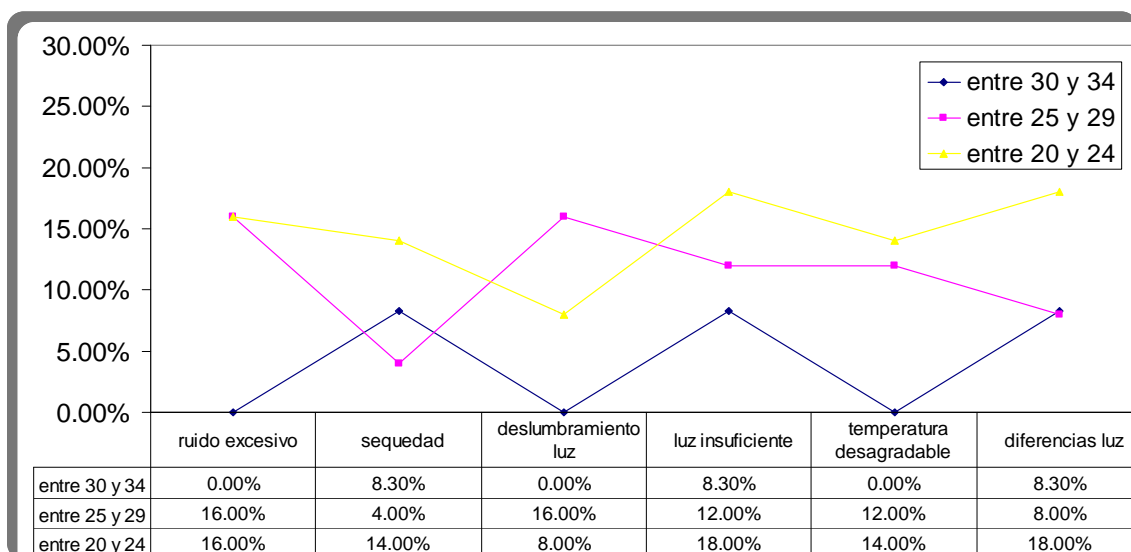 30.00%
25.00%
20.00%
15.00%
10.00%
5.00%
0.00%
entre 30 y 34
entre 25 y 29
entre 20 y 24
ruido excesivo sequedad deslumbramiento luz luz insuficiente temperatura desagradable diferencias luz
entre 30 y 34 0.00% 8.30% 0.00% 8.30% 0.00% 8.30%
entre 25 y 29 16.00% 4.00% 16.00% 12.00% 12.00% 8.00%
entre 20 y 24 16.00% 14.00% 8.00% 18.00% 14.00% 18.00%